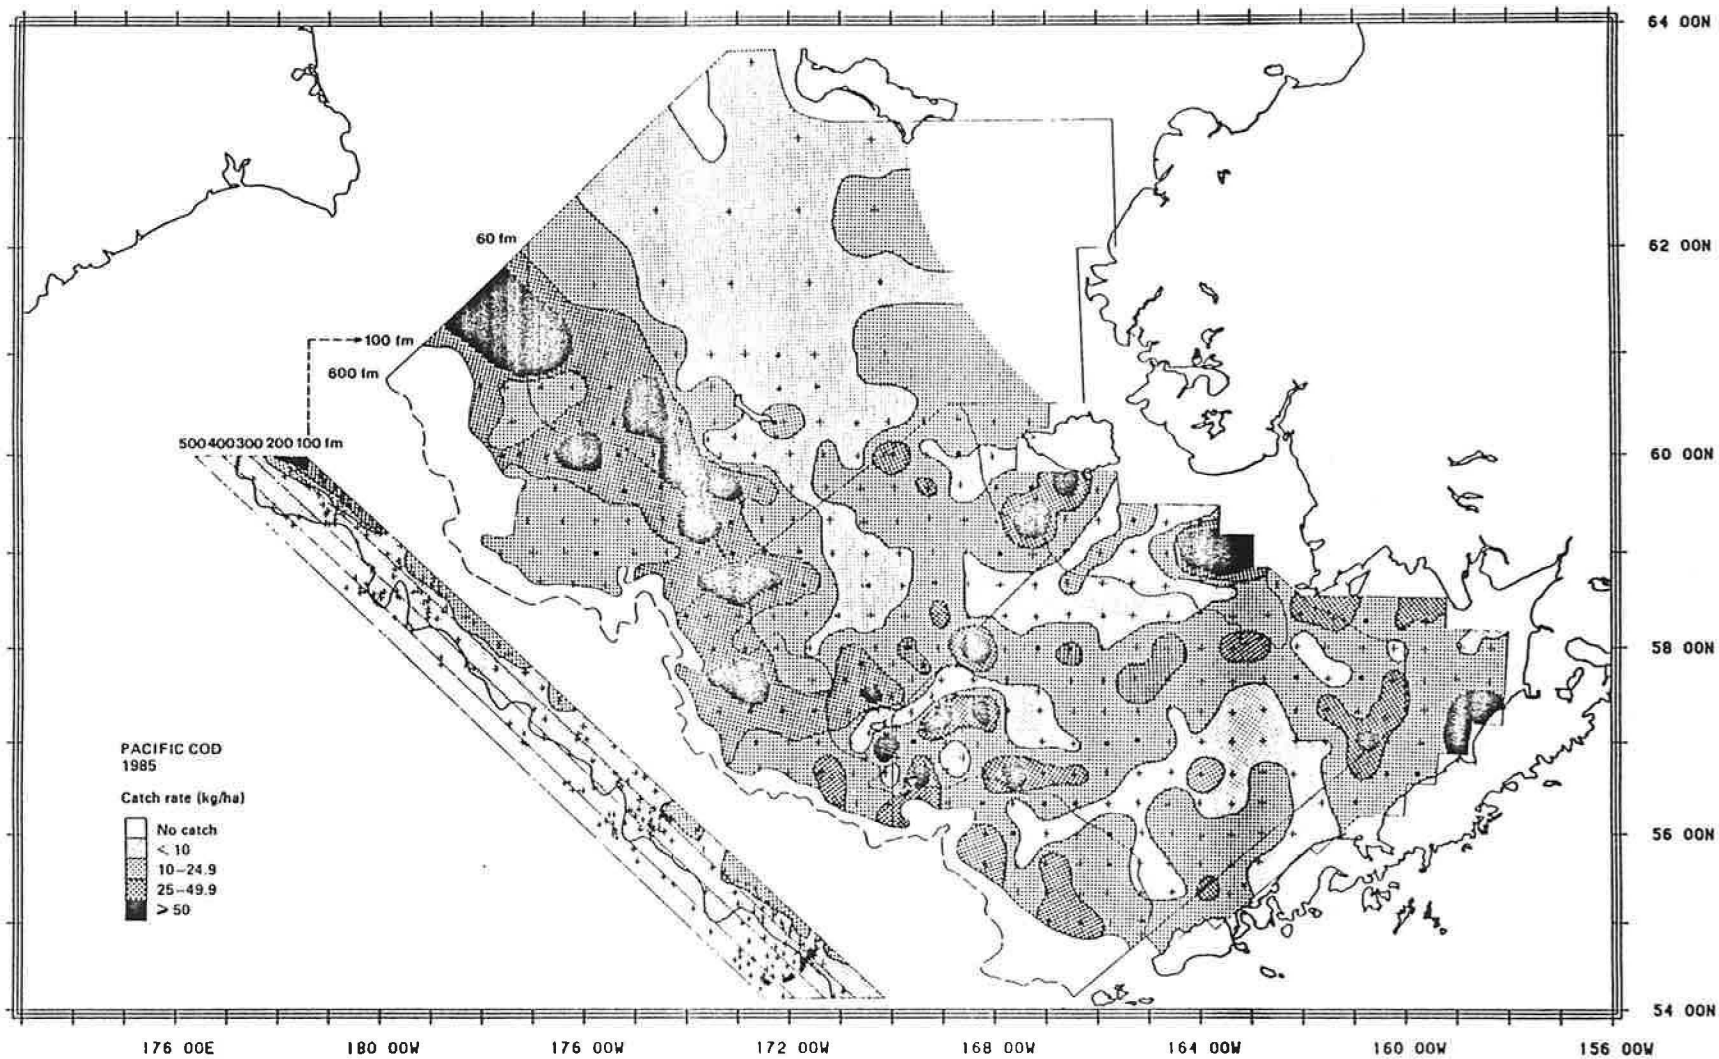 64 00N
60 fm
62 00N
100 fm
600 fm
500 400 300 200 100 fm
60 00N
58 00N
PACIFIC COD
1985
Catch rate (kg/ha)
No catch
< 10
10–24.9
25–49.9
≥ 50
56 00N
54 00N
176 00E 180 00W 176 00W 172 00W 168 00W 164 00W 160 00W 156 00W